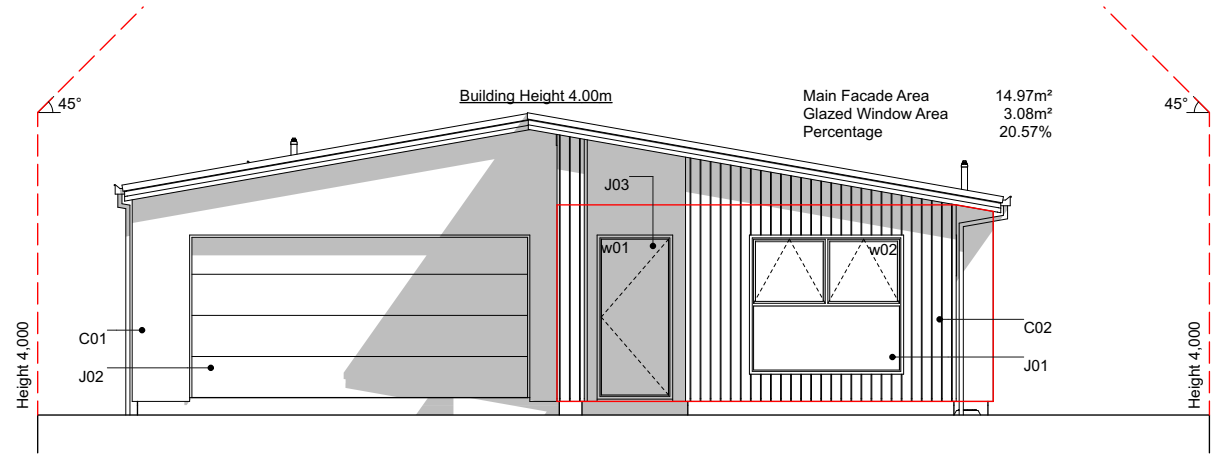 Building Height 4.00m
Main Facade Area 14.97m²
Glazed Window Area 3.08m²
Percentage 20.57%
45°
45°
J03
w01
w02
C01
J02
C02
J01
Height 4,000
Height 4,000